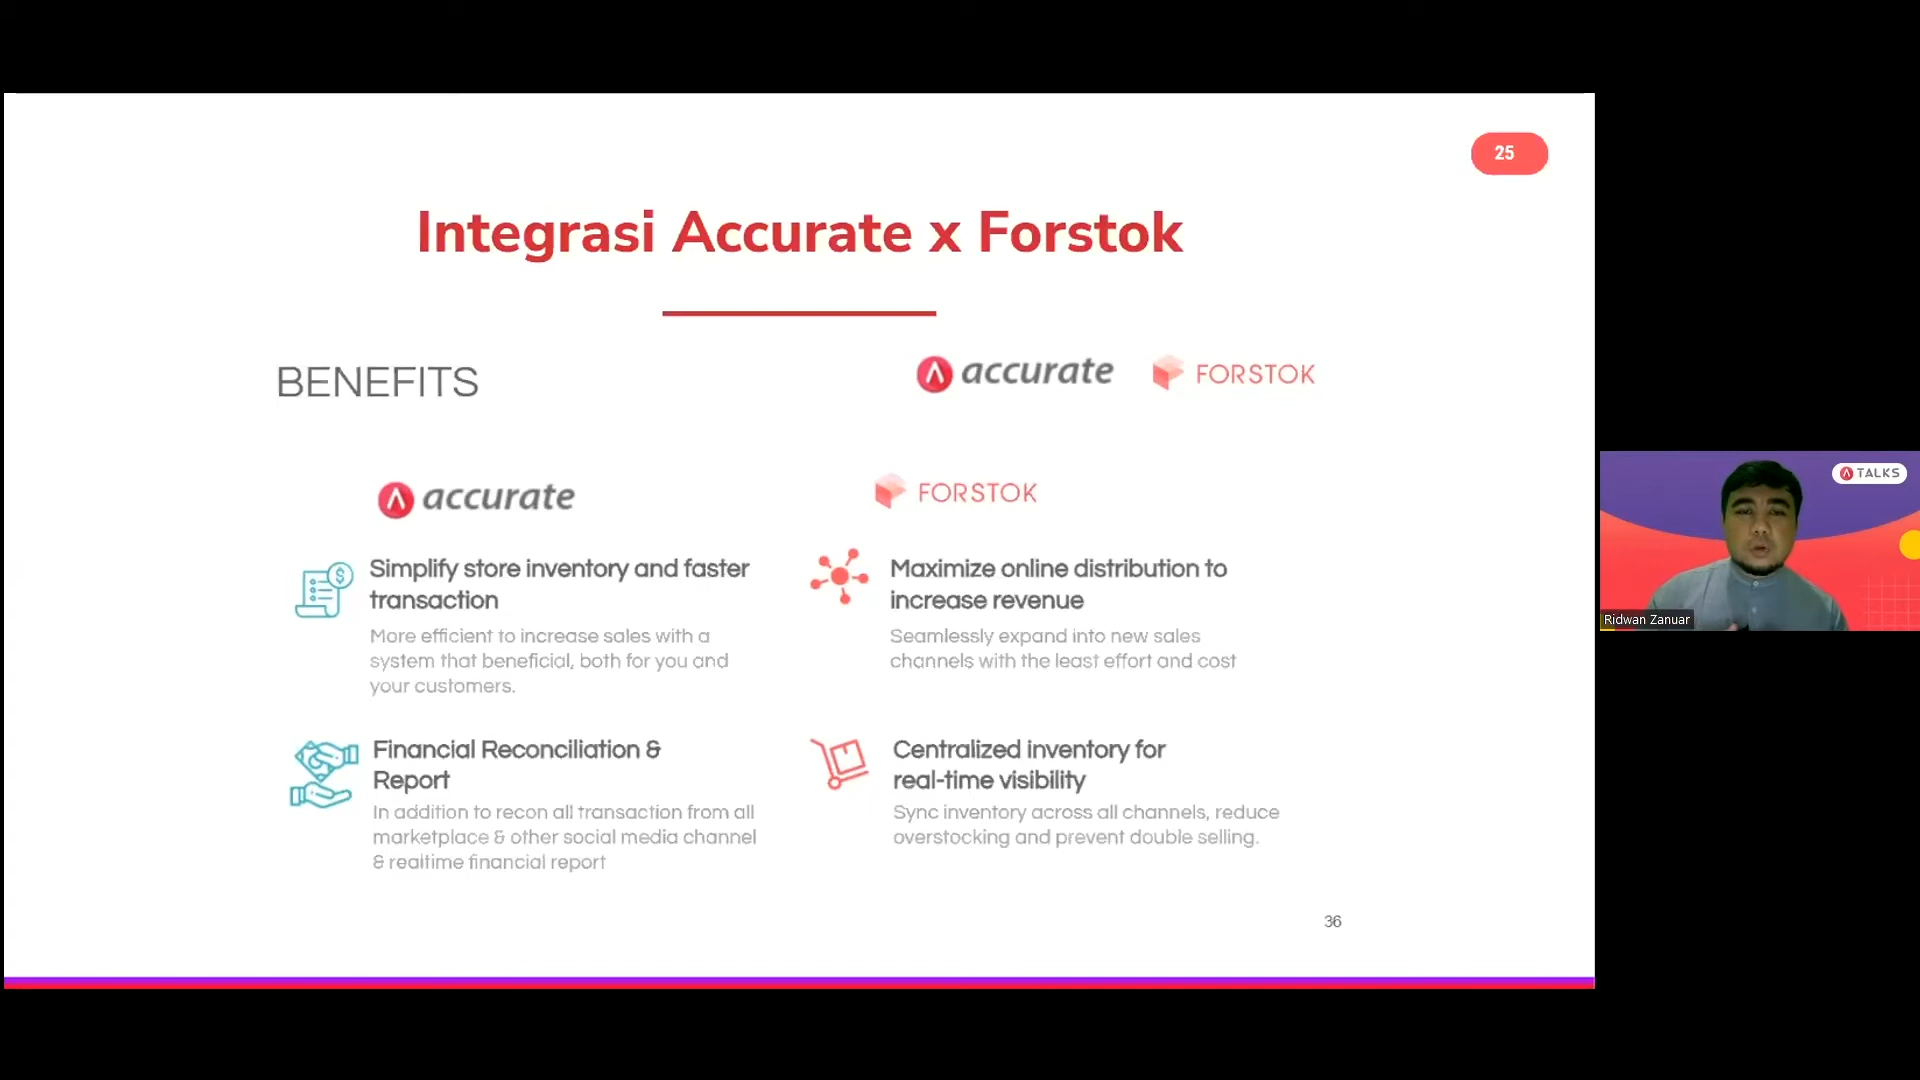 25
Integrasi Accurate x Forstok
BENEFITS
accurate
FORSTOK
accurate
Simplify store inventory and faster
transaction
More efficient to increase sales with a
system that beneficial, both for you and
your customers.
Financial Reconciliation &
Report
In addition to recon all transaction from all
marketplace & other social media channel
& realtime financial report
FORSTOK
Maximize online distribution to
increase revenue
Seamlessly expand into new sales
channels with the least effort and cost
Centralized inventory for
real-time visibility
Sync inventory across all channels, reduce
overstocking and prevent double selling.
36
TALKS
Ridwan Zanuar